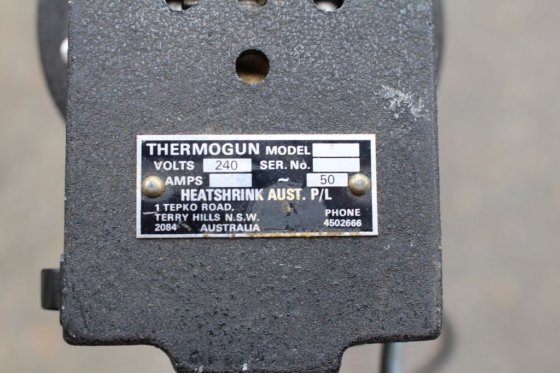 THERMOGUN MODEL
VOLTS 240 SER. No.
AMPS ~ 50
HEATSHRINK AUST. P/L
1 TEPKO ROAD,
TERRY HILLS N.S.W. PHONE
2084 AUSTRALIA 4502666